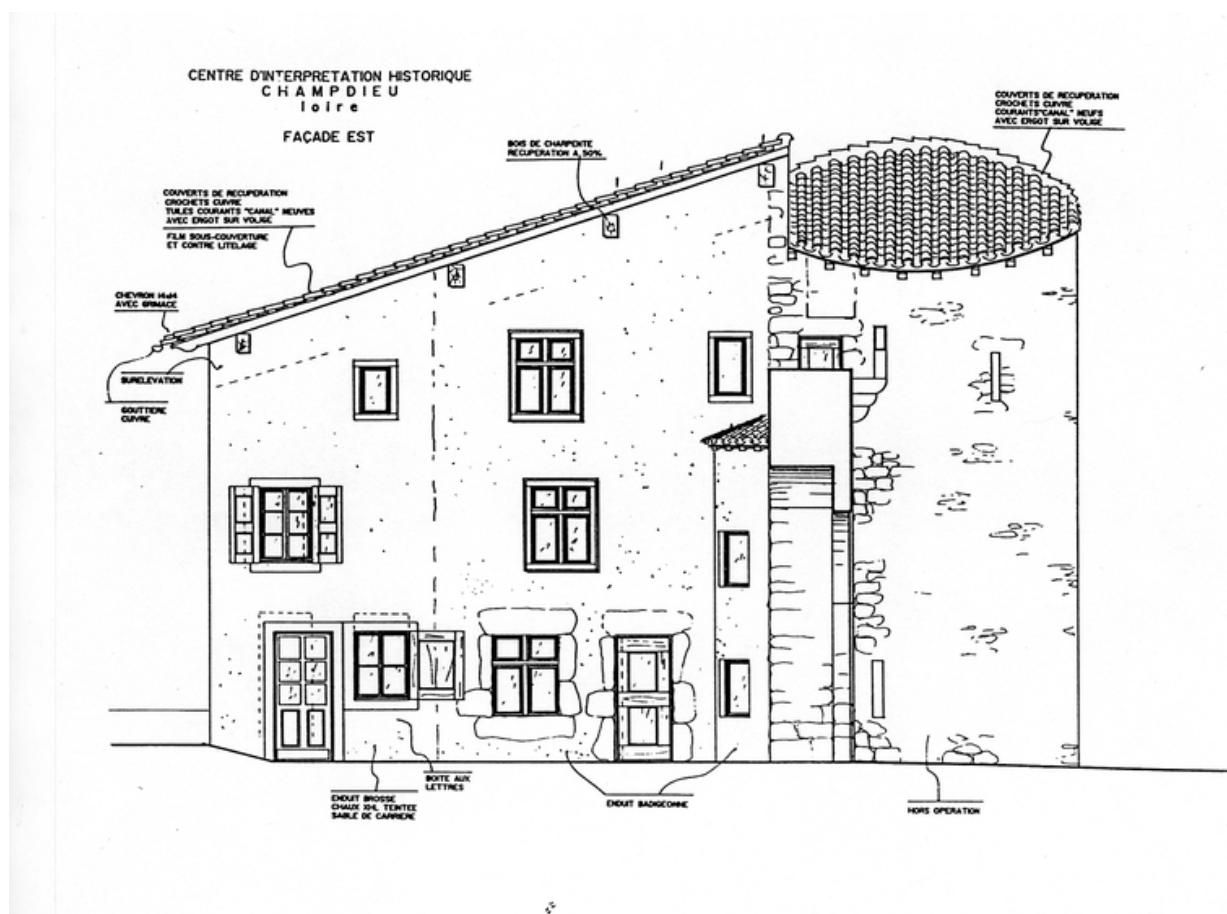 CENTRE D'INTERPRETATION HISTORIQUE
CHAMPDIEU
loire
FAÇADE EST
COUVERTS DE RECUPERATION
CROCHETS CUIVRE
COURANTS "CANAL" NEUFS
AVEC ERGOT SUR VOLIGE
BOIS DE CHARPENTE
RECUPERATION A 50%
COUVERTS DE RECUPERATION
CROCHETS CUIVRE
TUILES COURANTS "CANAL" NEUVES
AVEC ERGOT SUR VOLIGE
FILM SOUS-COUVERTURE
ET CONTRE LITELAGE
CHEVRON 14x14
AVEC GRIMACE
SURELEVATION
GOUTTIERE
CUIVRE
BOITE AUX
LETTRES
ENDUIT BROSSE
CHAUX XHL TEINTEE
SABLE DE CARRIERE
ENDUIT BADIGEONNE
HORS OPERATION